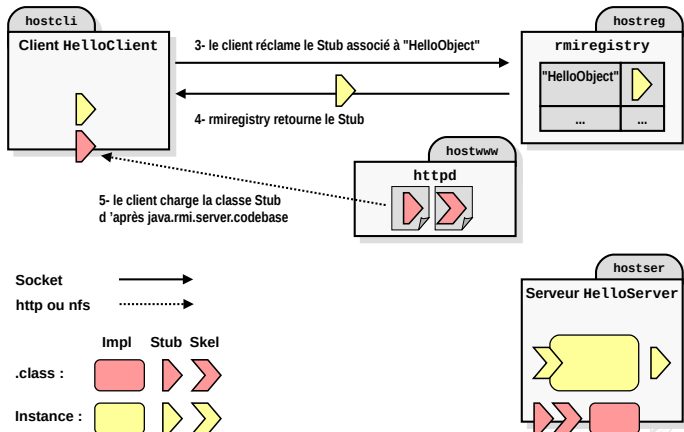 hostcli
Client HelloClient
3- le client réclame le Stub associé à "HelloObject"
4- rmiregistry retourne le Stub
hostreg
rmiregistry
"HelloObject"
... ...
hostwww
httpd
5- le client charge la classe Stub
d ’après java.rmi.server.codebase
Socket
http ou nfs
Impl Stub Skel
.class :
Instance :
hostser
Serveur HelloServer